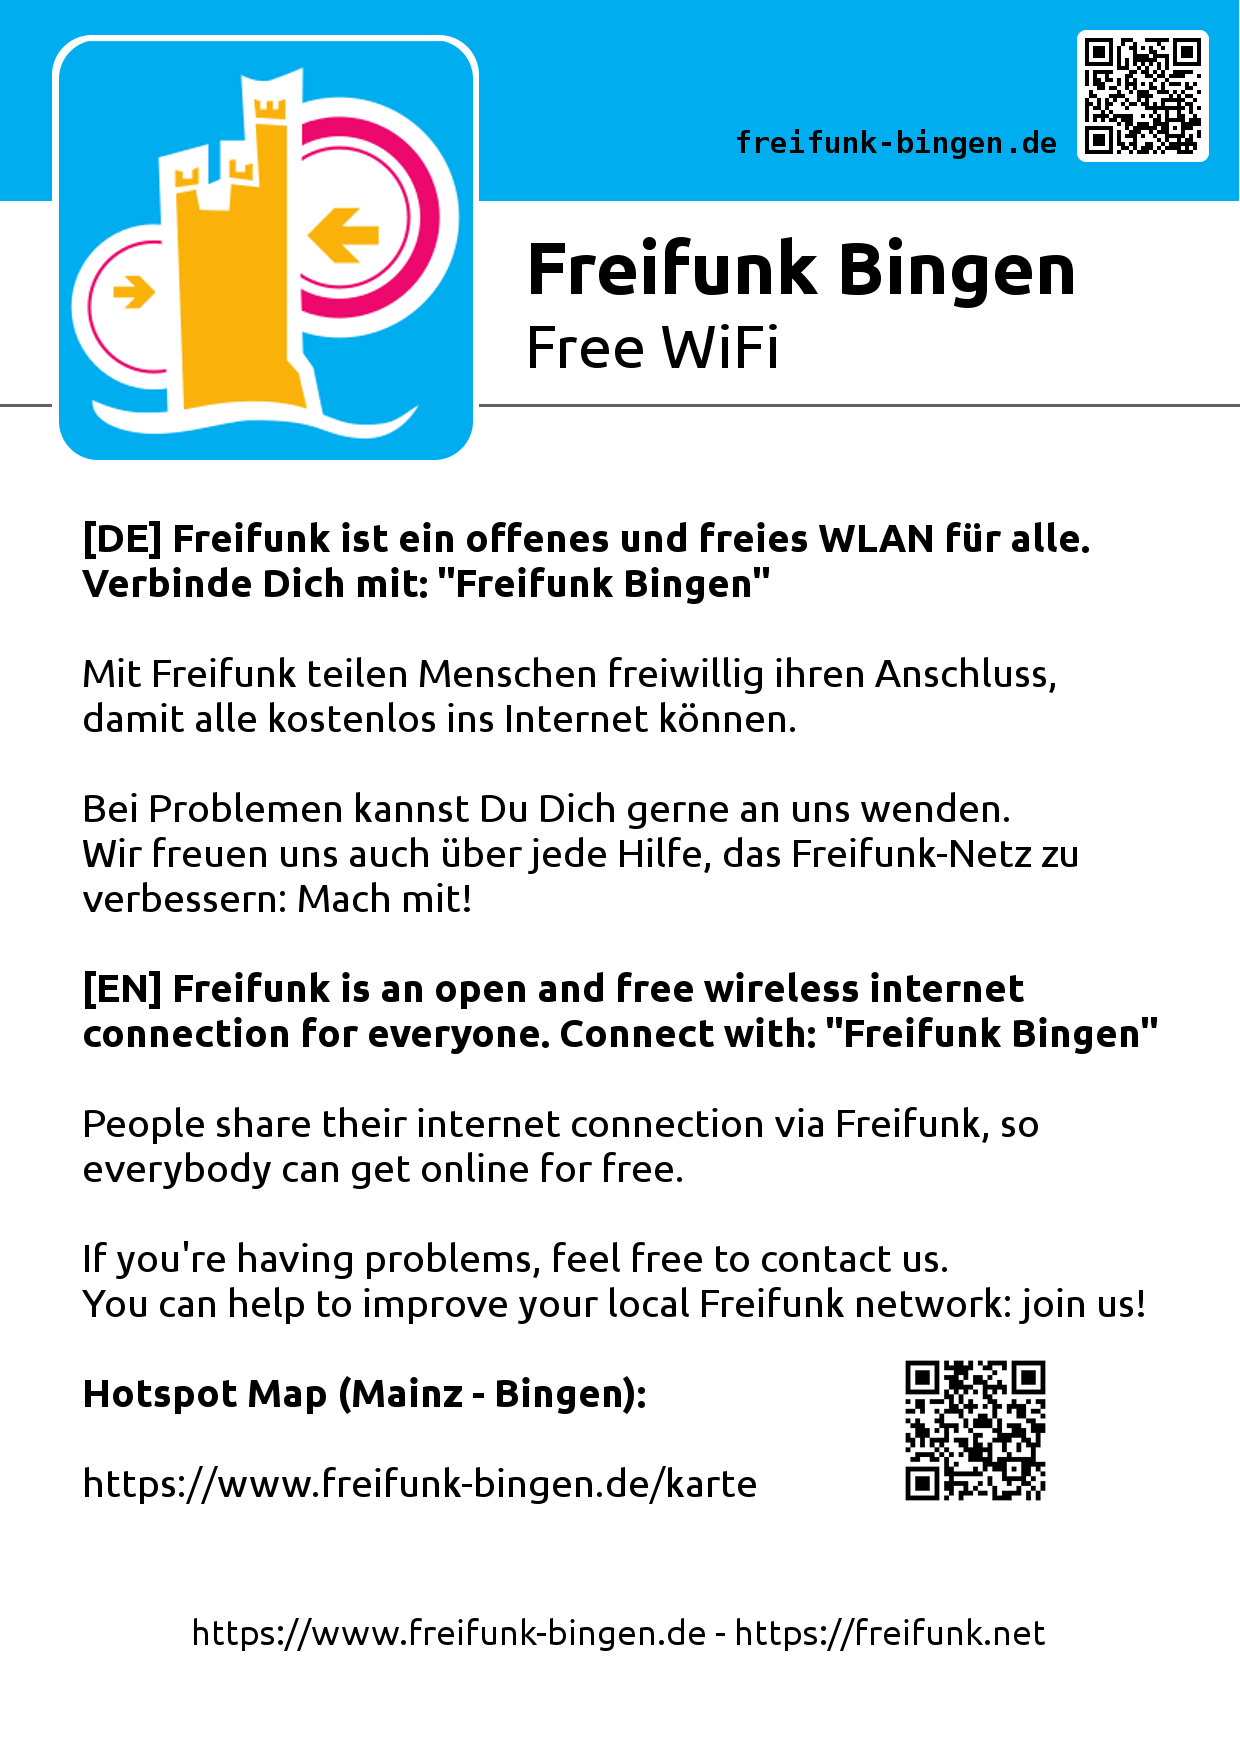 freifunk-bingen.de
Freifunk Bingen
Free WiFi
[DE] Freifunk ist ein offenes und freies WLAN für alle.
Verbinde Dich mit: "Freifunk Bingen"
Mit Freifunk teilen Menschen freiwillig ihren Anschluss,
damit alle kostenlos ins Internet können.
Bei Problemen kannst Du Dich gerne an uns wenden.
Wir freuen uns auch über jede Hilfe, das Freifunk-Netz zu
verbessern: Mach mit!
[EN] Freifunk is an open and free wireless internet
connection for everyone. Connect with: "Freifunk Bingen"
People share their internet connection via Freifunk, so
everybody can get online for free.
If you're having problems, feel free to contact us.
You can help to improve your local Freifunk network: join us!
Hotspot Map (Mainz - Bingen):
https://www.freifunk-bingen.de/karte
https://www.freifunk-bingen.de - https://freifunk.net